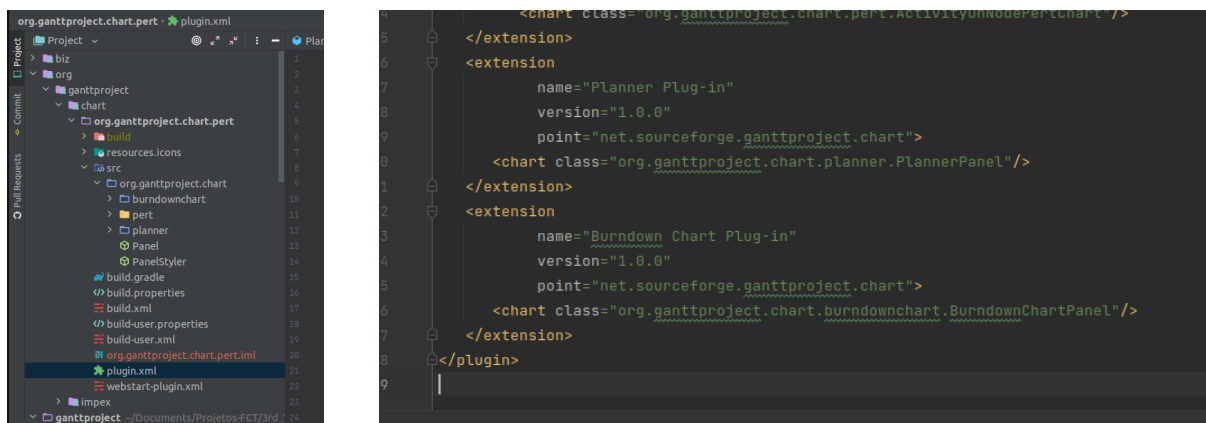 org.ganttproject.chart.pert › plugin.xml
Project
Plan
Project
Commit
Pull Requests
biz
org
ganttproject
chart
org.ganttproject.chart.pert
build
resources.icons
src
org.ganttproject.chart
burndownchart
pert
planner
Panel
PanelStyler
build.gradle
build.properties
build.xml
build-user.properties
build-user.xml
org.ganttproject.chart.pert.iml
plugin.xml
webstart-plugin.xml
impex
ganttproject ~/Documents/Projetos-FCT/3rd
1
2
3
4
5
6
7
8
9
10
11
12
13
14
15
16
17
18
19
20
21
22
23
24
4 <chart class="org.ganttproject.chart.pert.ActivityOnNodePertChart"/>
5 </extension>
6 <extension
7 name="Planner Plug-in"
8 version="1.0.0"
9 point="net.sourceforge.ganttproject.chart">
0 <chart class="org.ganttproject.chart.planner.PlannerPanel"/>
1 </extension>
2 <extension
3 name="Burndown Chart Plug-in"
4 version="1.0.0"
5 point="net.sourceforge.ganttproject.chart">
6 <chart class="org.ganttproject.chart.burndownchart.BurndownChartPanel"/>
7 </extension>
8 </plugin>
9